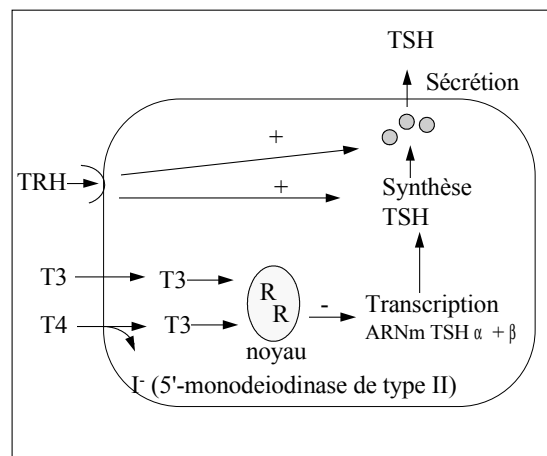 TSH
Sécrétion
+
TRH
+
Synthèse
TSH
T3
T3
R
R
-
Transcription
T4
T3
ARNm TSH α + β
noyau
I- (5'-monodeiodinase de type II)